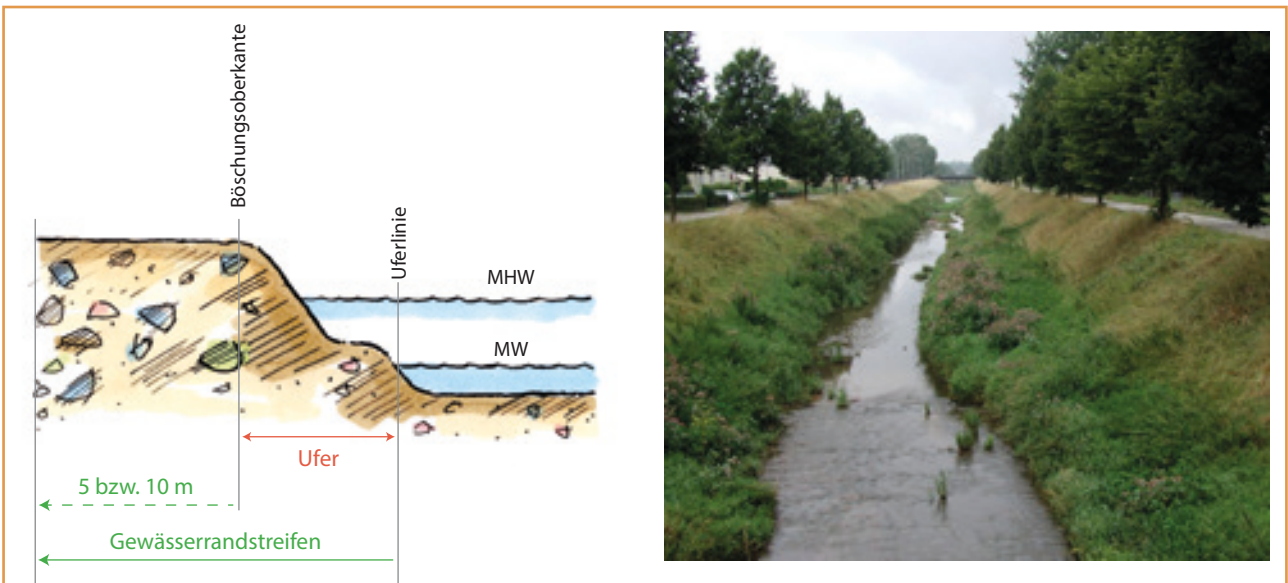 Böschungsoberkante
Uferlinie
MHW
MW
Ufer
5 bzw. 10 m
Gewässerrandstreifen